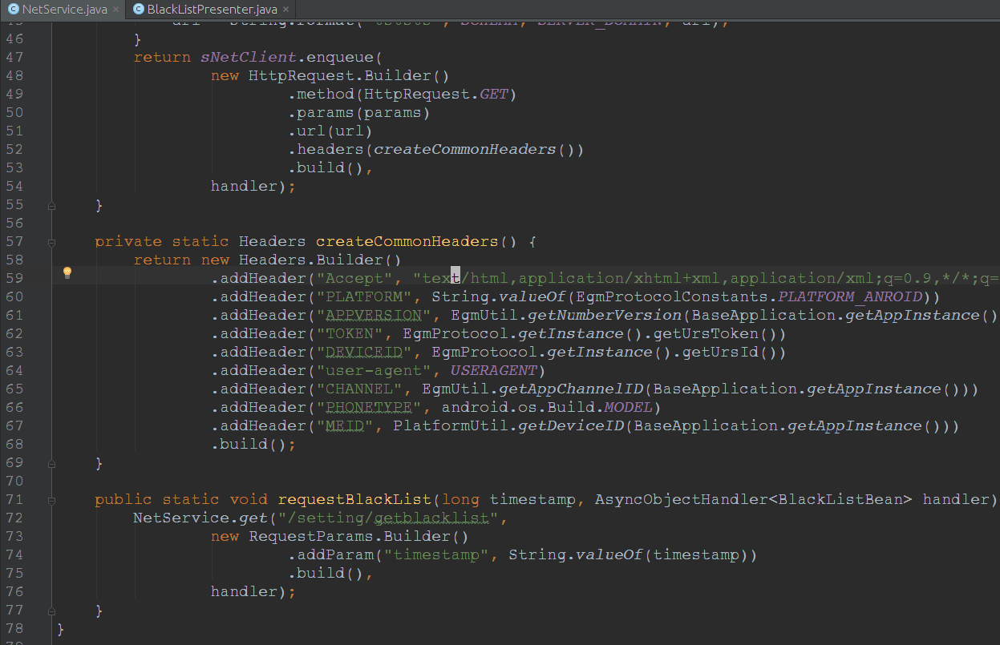 NetService.java × BlackListPresenter.java ×
46 }
47 return sNetClient.enqueue(
48 new HttpRequest.Builder()
49 .method(HttpRequest.GET)
50 .params(params)
51 .url(url)
52 .headers(createCommonHeaders())
53 .build(),
54 handler);
55 }
56
57 private static Headers createCommonHeaders() {
58 return new Headers.Builder()
59 .addHeader("Accept", "text/html,application/xhtml+xml,application/xml;q=0.9,*/*;q=
60 .addHeader("PLATFORM", String.valueOf(EgmProtocolConstants.PLATFORM_ANROID))
61 .addHeader("APPVERSION", EgmUtil.getNumberVersion(BaseApplication.getAppInstance()
62 .addHeader("TOKEN", EgmProtocol.getInstance().getUrsToken())
63 .addHeader("DEVICEID", EgmProtocol.getInstance().getUrsId())
64 .addHeader("user-agent", USERAGENT)
65 .addHeader("CHANNEL", EgmUtil.getAppChannelID(BaseApplication.getAppInstance()))
66 .addHeader("PHONETYPE", android.os.Build.MODEL)
67 .addHeader("MEID", PlatformUtil.getDeviceID(BaseApplication.getAppInstance()))
68 .build();
69 }
70
71 public static void requestBlackList(long timestamp, AsyncObjectHandler<BlackListBean> handler)
72 NetService.get("/setting/getblacklist",
73 new RequestParams.Builder()
74 .addParam("timestamp", String.valueOf(timestamp))
75 .build(),
76 handler);
77 }
78 }